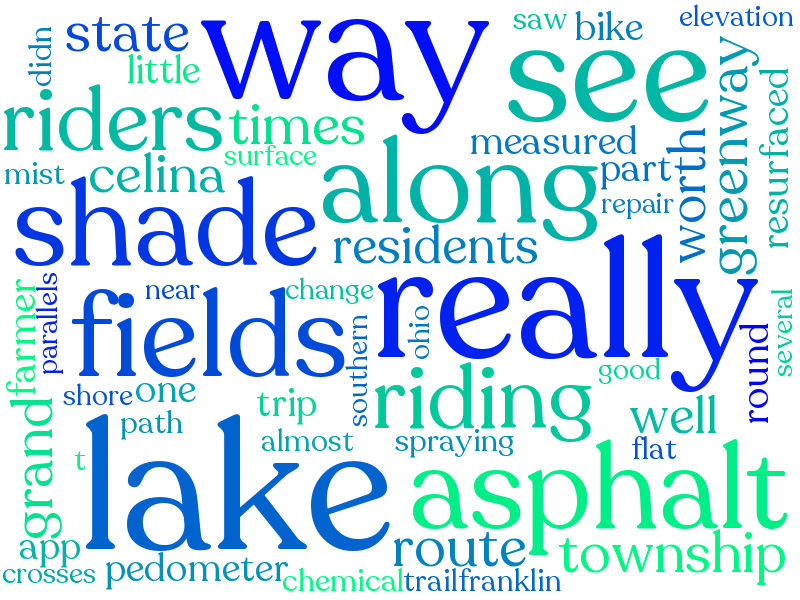 way
see
saw
bike
elevation
state
didn
little
riders
times
surface
measured
greenway
resurfaced
mist
celina
along
part
worth
repair
shade
residents
really
farmer
parallels
near
change
fields
ohio
southern
good
round
several
shore
one
path
trip
riding
well
grand
t
lake
almost
spraying
flat
asphalt
app
route
township
crosses
pedometer
chemical
trailfranklin